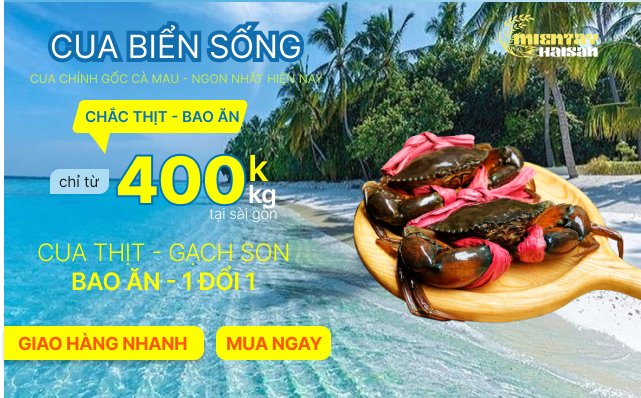 CUA BIỂN SỐNG
MIENTAY
HAISAN
CUA CHÍNH GỐC CÀ MAU - NGON NHẤT HIỆN NAY
CHẮC THỊT - BAO ĂN
chỉ từ 400k
kg
tại sài gòn
CUA THỊT - GẠCH SON
BAO ĂN - 1 ĐỔI 1
GIAO HÀNG NHANH
MUA NGAY